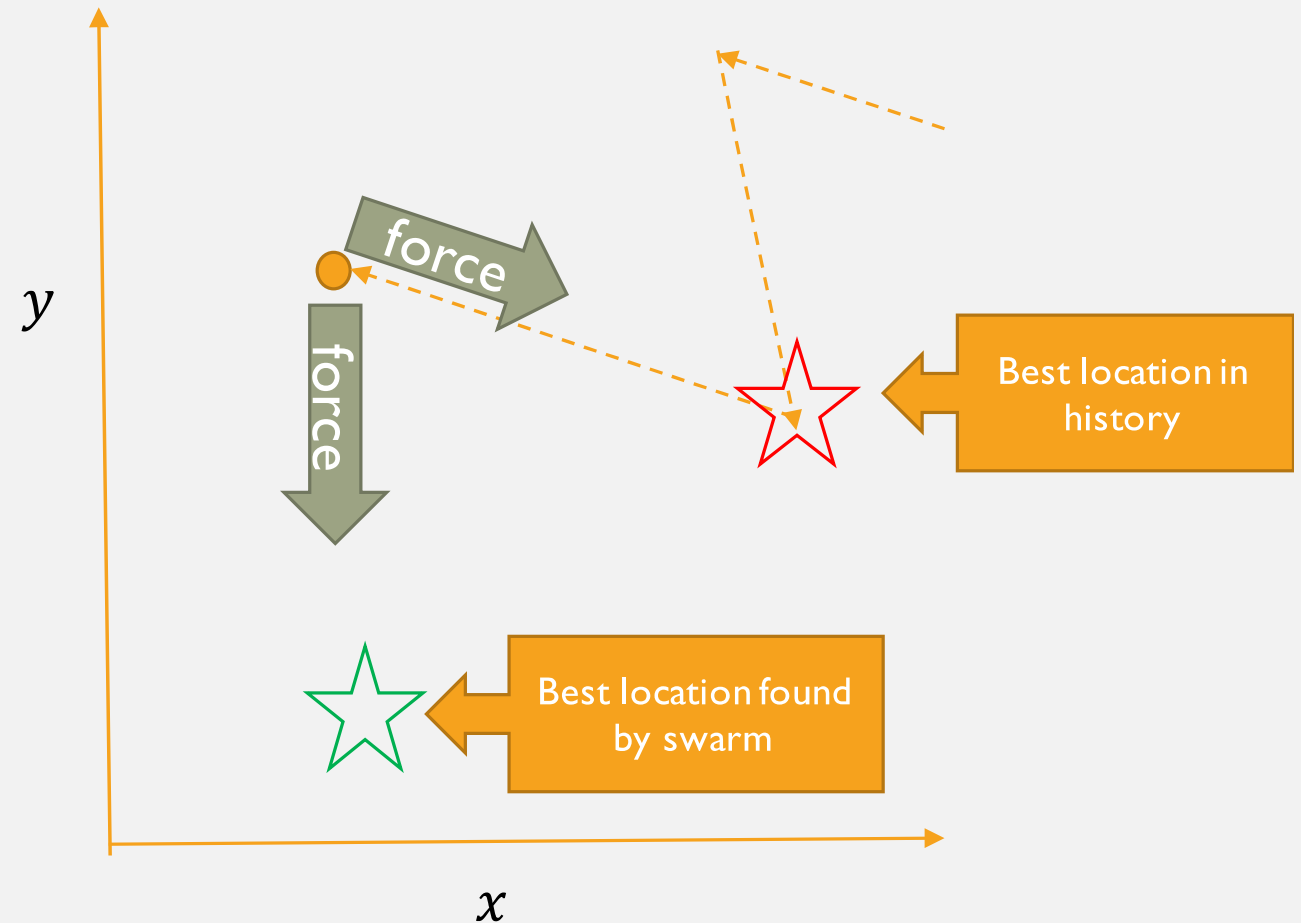 force
y
force
Best location in
history
Best location found
by swarm
x